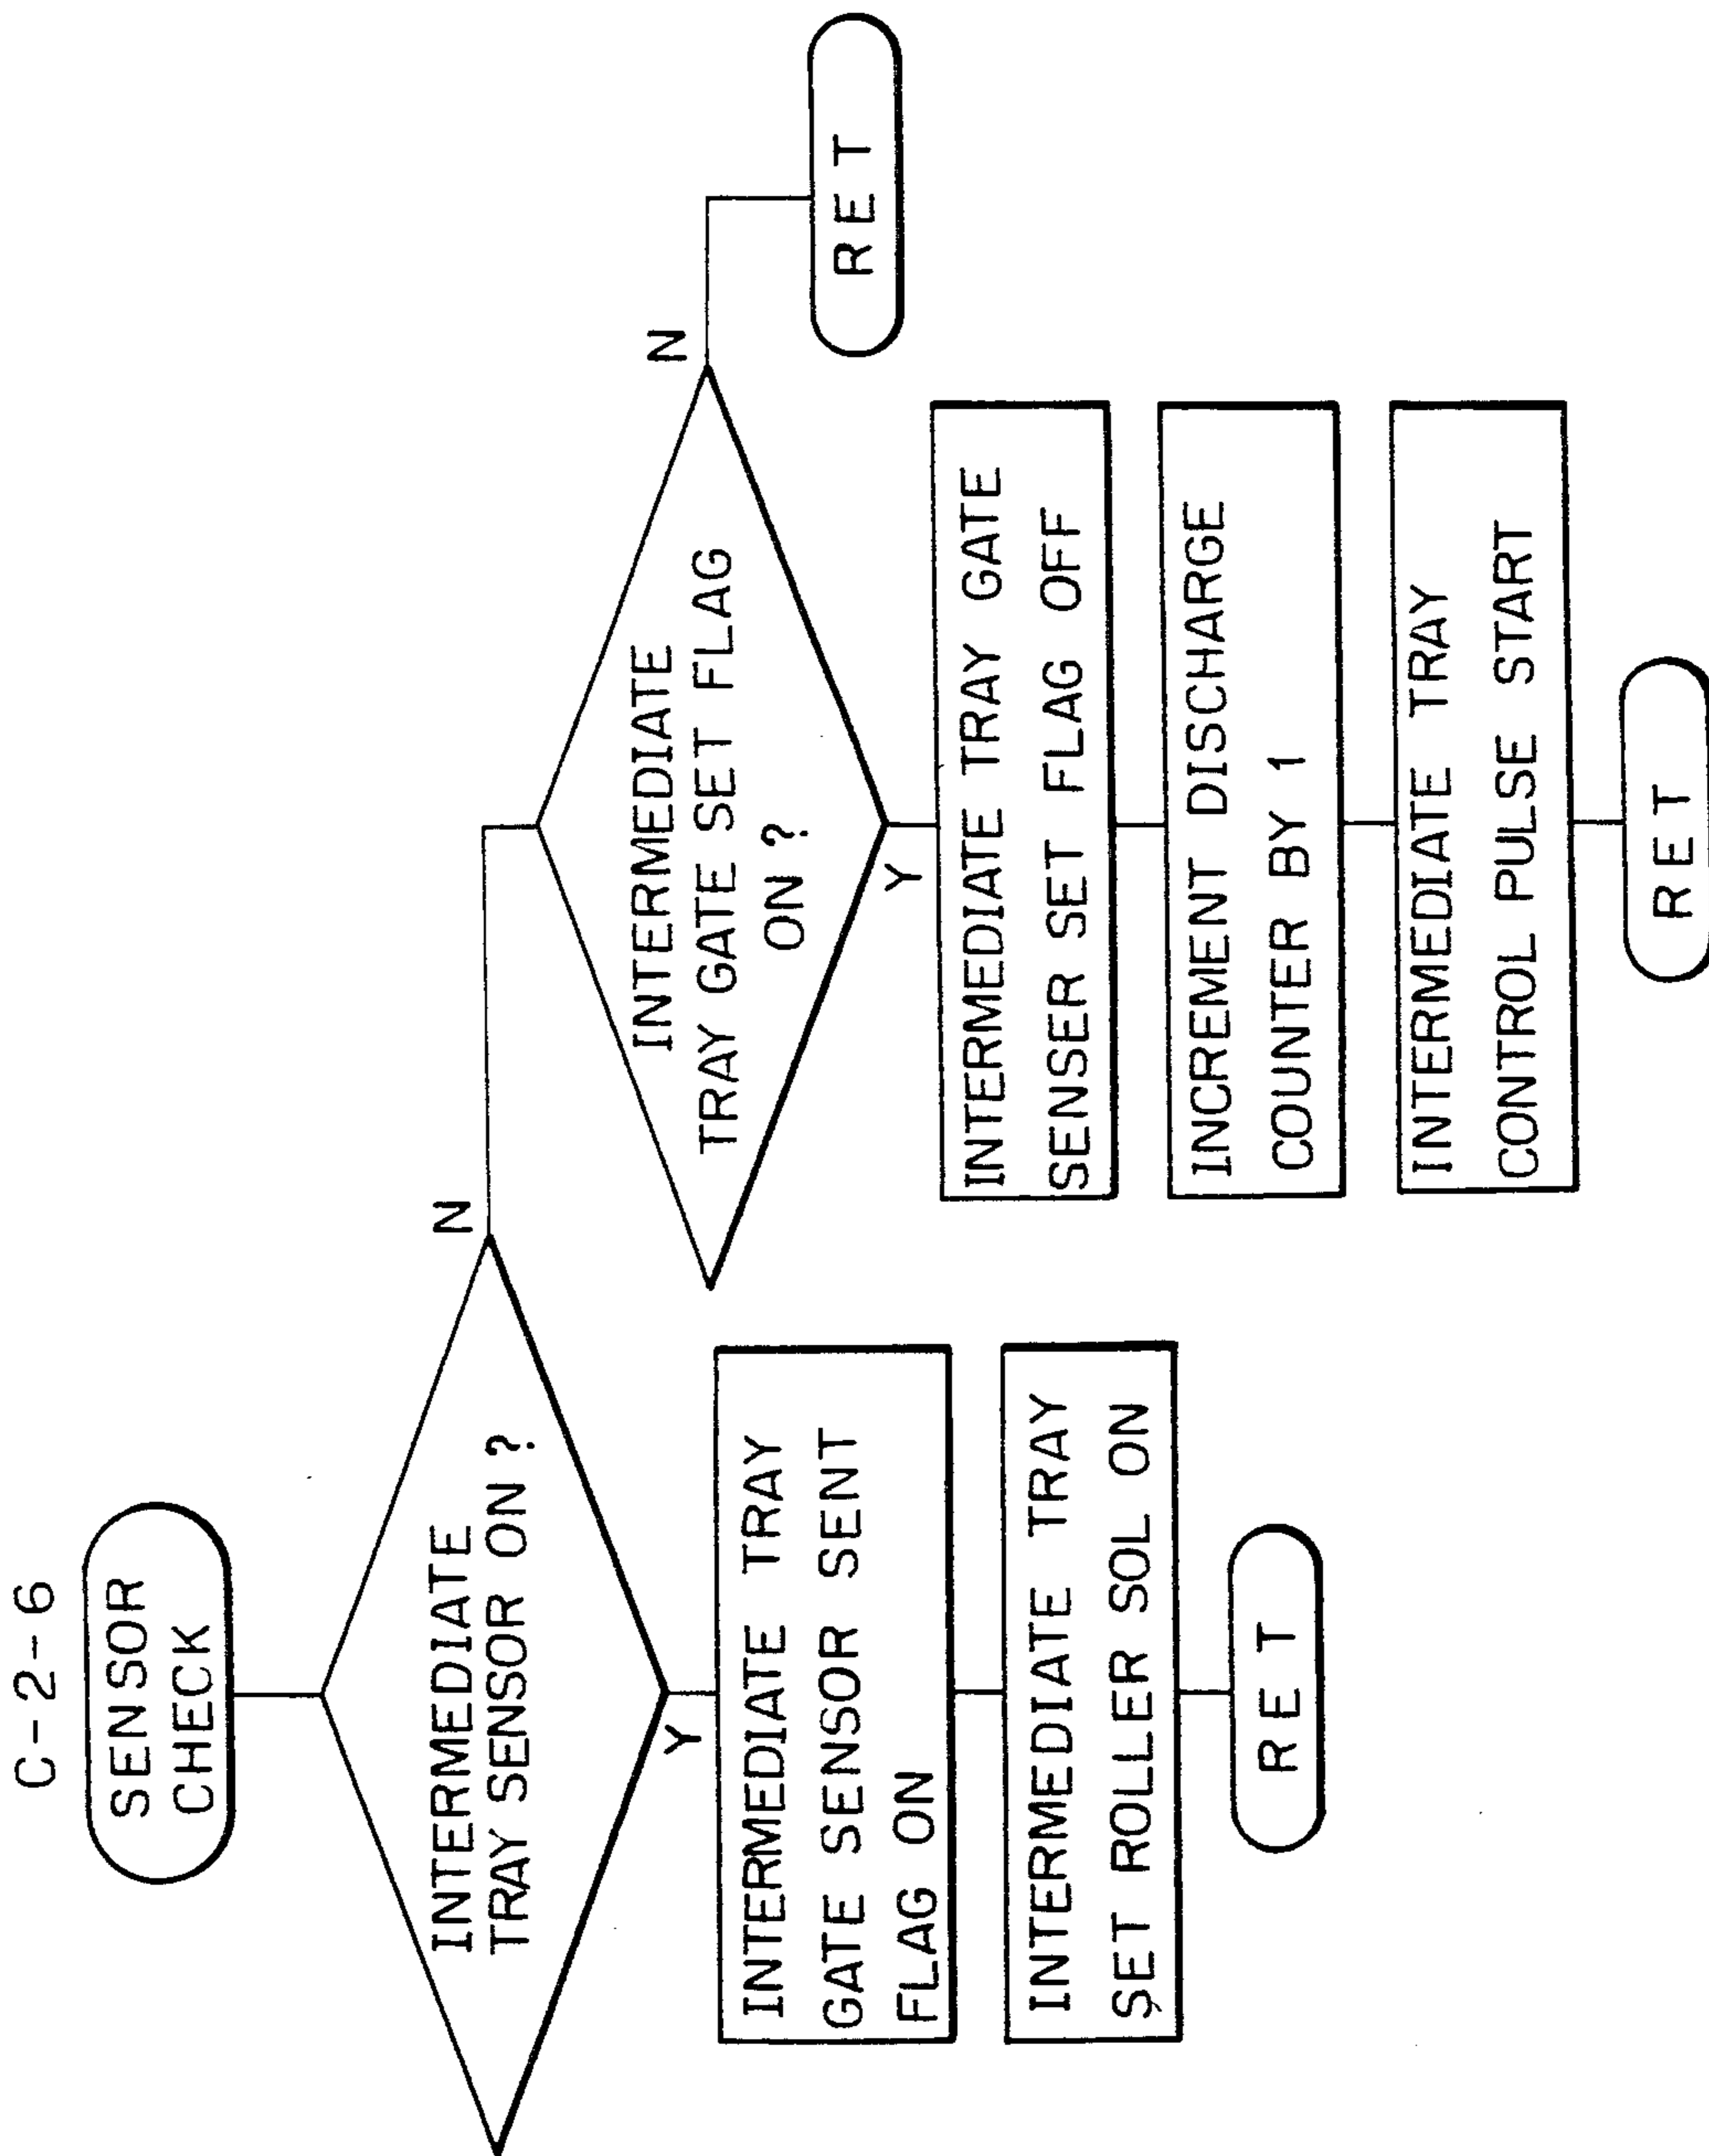 C-2-6
SENSOR
CHECK
INTERMEDIATE
TRAY SENSOR ON ?
N
Y
INTERMEDIATE TRAY
GATE SENSOR SENT
FLAG ON
INTERMEDIATE TRAY
SET ROLLER SOL ON
RET
INTERMEDIATE
TRAY GATE SET FLAG
ON ?
N
Y
RET
INTERMEDIATE TRAY GATE
SENSER SET FLAG OFF
INCREMENT DISCHARGE
COUNTER BY 1
INTERMEDIATE TRAY
CONTROL PULSE START
RET